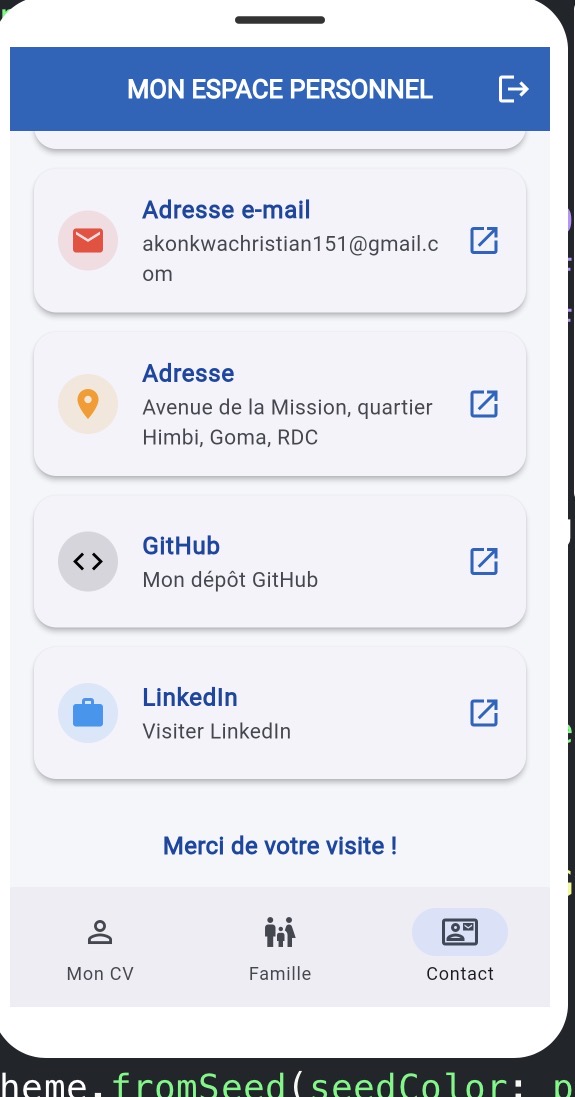 MON ESPACE PERSONNEL
Adresse e-mail
akonkwachristian151@gmail.c
om
Adresse
Avenue de la Mission, quartier
Himbi, Goma, RDC
GitHub
Mon dépôt GitHub
LinkedIn
Visiter LinkedIn
Merci de votre visite !
Mon CV
Famille
Contact
heme.fromSeed(seedColor: p